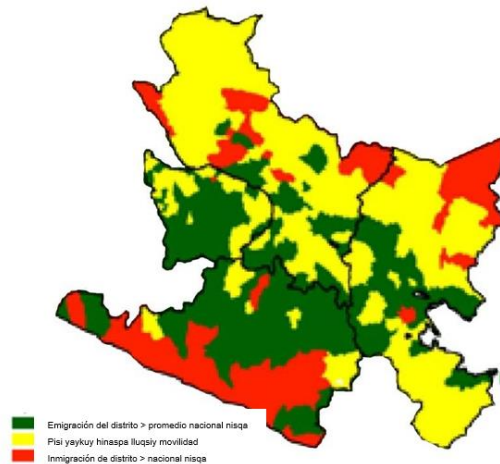 Emigración del distrito > promedio nacional nisqa
Pisi yaykuy hinaspa lluqsiy movilidad
Inmigración de distrito > nacional nisqa